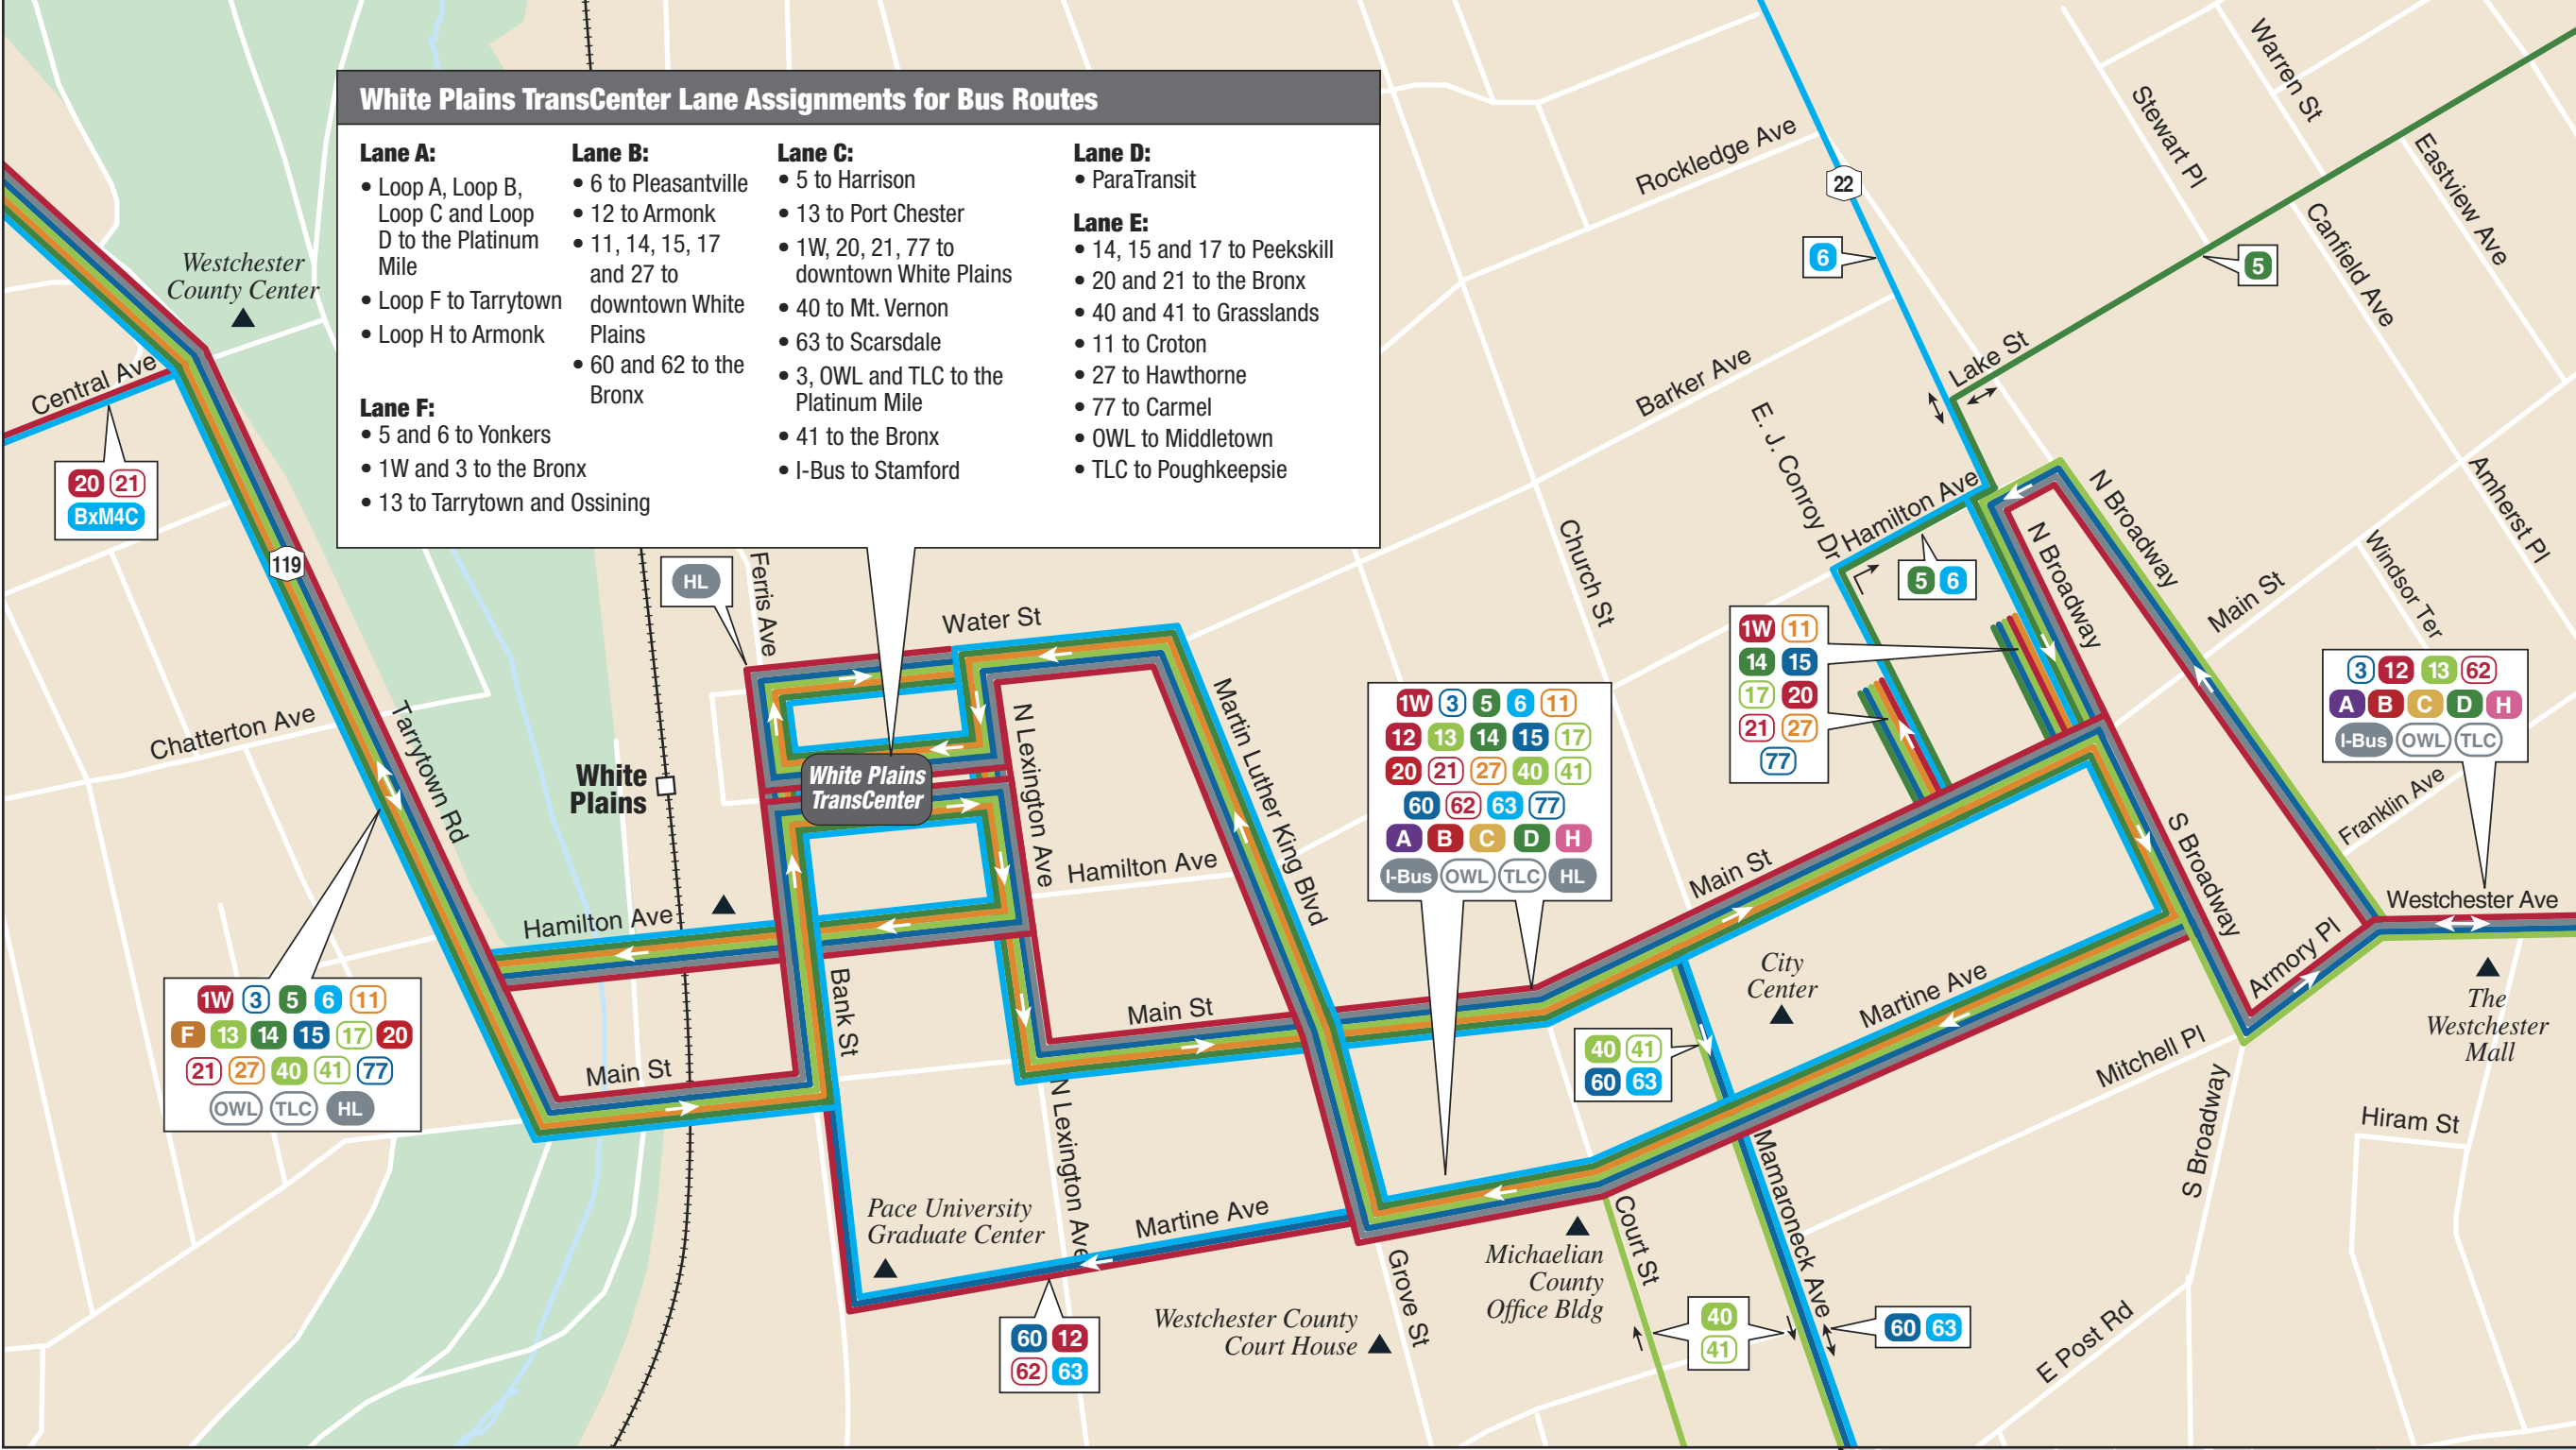 White Plains TransCenter Lane Assignments for Bus Routes
Lane A:
• Loop A, Loop B,
Loop C and Loop
D to the Platinum
Mile
• Loop F to Tarrytown
• Loop H to Armonk
Lane B:
• 6 to Pleasantville
• 12 to Armonk
• 11, 14, 15, 17
and 27 to
downtown White
Plains
• 60 and 62 to the
Bronx
Lane C:
• 5 to Harrison
• 13 to Port Chester
• 1W, 20, 21, 77 to
downtown White Plains
• 40 to Mt. Vernon
• 63 to Scarsdale
• 3, OWL and TLC to the
Platinum Mile
• 41 to the Bronx
• I-Bus to Stamford
Lane D:
• ParaTransit
Lane E:
• 14, 15 and 17 to Peekskill
• 20 and 21 to the Bronx
• 40 and 41 to Grasslands
• 11 to Croton
• 27 to Hawthorne
• 77 to Carmel
• OWL to Middletown
• TLC to Poughkeepsie
Lane F:
• 5 and 6 to Yonkers
• 1W and 3 to the Bronx
• 13 to Tarrytown and Ossining
Westchester
County Center
Central Ave
20 21
BxM4C
119
Chatterton Ave
Tarrytown Rd
HL
Ferris Ave
Water St
White
Plains
White Plains
TransCenter
N Lexington Ave
Martin Luther King Blvd
Hamilton Ave
Hamilton Ave
Bank St
Main St
Main St
1W 3 5 6 11
F 13 14 15 17 20
21 27 40 41 77
OWL TLC HL
N Lexington Ave
Pace University
Graduate Center
Martine Ave
60 12
62 63
Westchester County
Court House
Grove St
Michaelian
County
Office Bldg
Court St
40
41
60 63
Mamaroneck Ave
E Post Rd
40 41
60 63
City
Center
Main St
Martine Ave
Mitchell Pl
S Broadway
Hiram St
1W 3 5 6 11
12 13 14 15 17
20 21 27 40 41
60 62 63 77
A B C D H
I-Bus OWL TLC HL
1W 11
14 15
17 20
21 27
77
Church St
E. J. Conroy Dr
Hamilton Ave
5 6
Rockledge Ave
Barker Ave
22
6
Lake St
5
Stewart Pl
Warren St
Eastview Ave
Canfield Ave
Amherst Pl
N Broadway
N Broadway
Main St
Windsor Ter
3 12 13 62
A B C D H
I-Bus OWL TLC
Franklin Ave
Westchester Ave
S Broadway
Armory Pl
The
Westchester
Mall